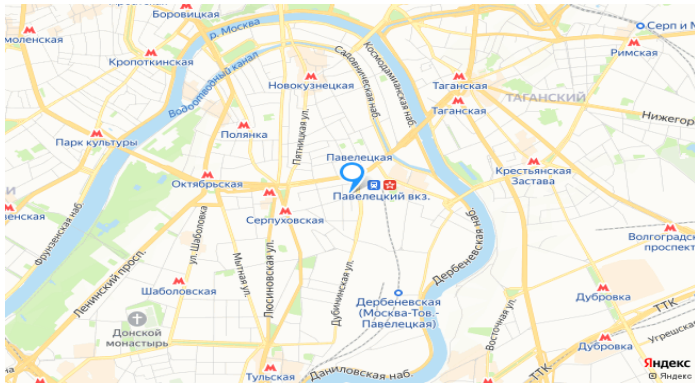 Боровицкая
Серп и М
моленская
р. Москва
Римская
Кропоткинская
Космодамианская наб.
Садовническая наб.
Водоотводный канал
Новокузнецкая
Таганская
ТАГАНСКИЙ
Таганская
Нижегор
Полянка
Пятницкая ул.
Парк культуры
Павелецкая
Крестьянская
Застава
Октябрьская
Павелецкий вкз.
И
енская
Серпуховская
Фрунзенская наб.
ул. Шаболовка
Волгоградс
проспект
Мытная ул.
Люсиновская ул.
Дубининская ул.
Дербеневская наб.
Ленинский просп.
Шаболовская
Дербеневская
(Москва-Тов.-
Павелецкая)
Дубровка
ТТК
Угрешская
Донской
монастырь
Восточная ул.
Дубровка
Тульская
Даниловская наб.
ТТК
Яндекс
Яндекс